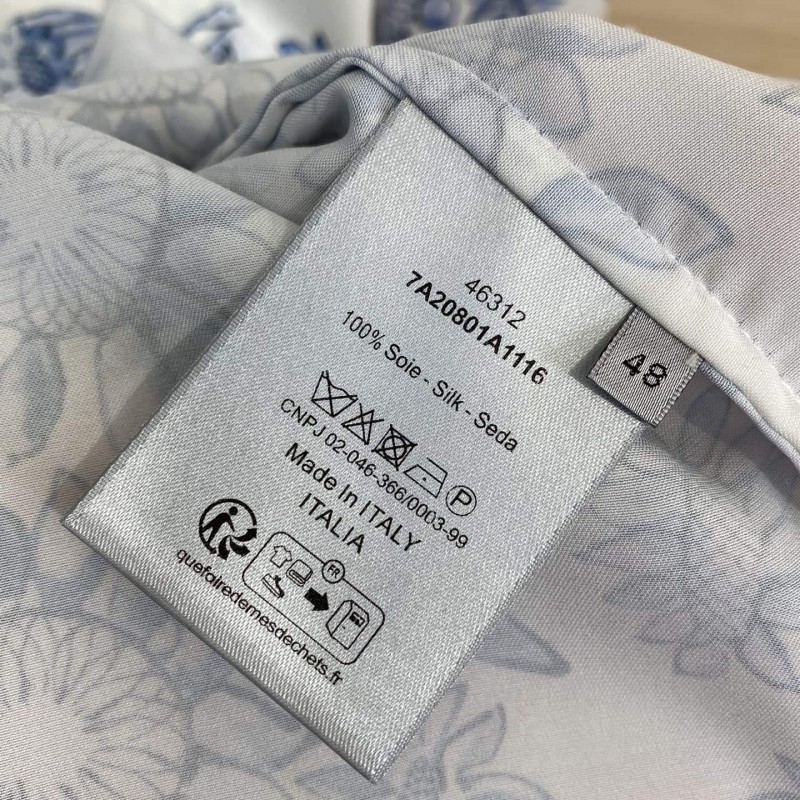 46312
7A20801A1116
100% Soie - Silk - Seda
P
CNPJ 02-046-366/0003-99
Made In ITALY
ITALIA
FR
quefairedemesdechets.fr
48